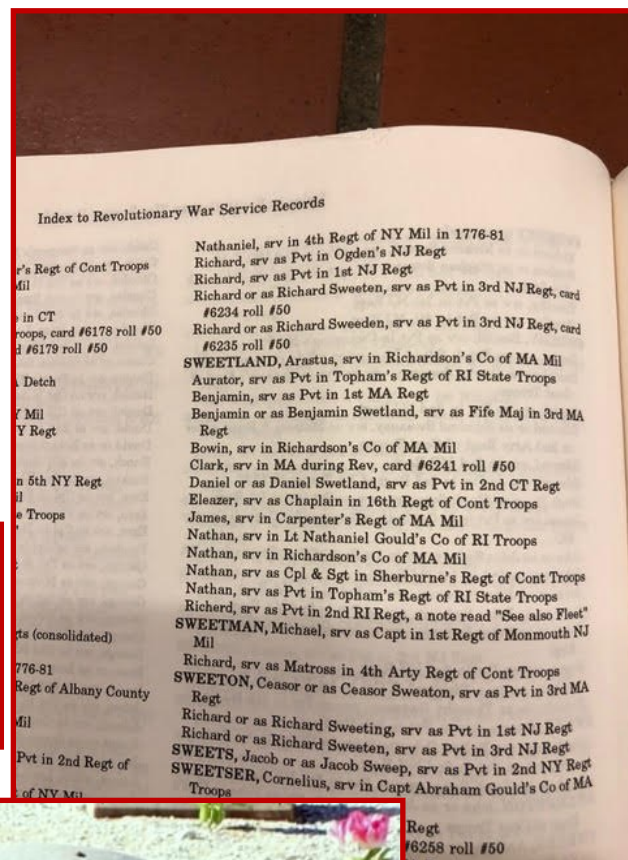 Index to Revolutionary War Service Records
r's Regt of Cont Troops
Mil
in CT
roops, card #6178 roll #50
d #6179 roll #50
Detch
Mil
Y Regt
n 5th NY Regt
il
e Troops
ts (consolidated)
776-81
Regt of Albany County
Mil
Pvt in 2nd Regt of
of NY Mil
Nathaniel, srv in 4th Regt of NY Mil in 1776-81
Richard, srv as Pvt in Ogden's NJ Regt
Richard, srv as Pvt in 1st NJ Regt
Richard or as Richard Sweeten, srv as Pvt in 3rd NJ Regt, card
#6234 roll #50
Richard or as Richard Sweeden, srv as Pvt in 3rd NJ Regt, card
#6235 roll #50
SWEETLAND, Arastus, srv in Richardson's Co of MA Mil
Aurator, srv as Pvt in Topham's Regt of RI State Troops
Benjamin, srv as Pvt in 1st MA Regt
Benjamin or as Benjamin Swetland, srv as Fife Maj in 3rd MA
Regt
Bowin, srv in Richardson's Co of MA Mil
Clark, srv in MA during Rev, card #6241 roll #50
Daniel or as Daniel Swetland, srv as Pvt in 2nd CT Regt
Eleazer, srv as Chaplain in 16th Regt of Cont Troops
James, srv in Carpenter's Regt of MA Mil
Nathan, srv in Lt Nathaniel Gould's Co of RI Troops
Nathan, srv in Richardson's Co of MA Mil
Nathan, srv as Cpl & Sgt in Sherburne's Regt of Cont Troops
Nathan, srv as Pvt in Topham's Regt of RI State Troops
Richerd, srv as Pvt in 2nd RI Regt, a note read "See also Fleet"
SWEETMAN, Michael, srv as Capt in 1st Regt of Monmouth NJ
Mil
Richard, srv as Matross in 4th Arty Regt of Cont Troops
SWEETON, Ceasor or as Ceasor Sweaton, srv as Pvt in 3rd MA
Regt
Richard or as Richard Sweeting, srv as Pvt in 1st NJ Regt
Richard or as Richard Sweeten, srv as Pvt in 3rd NJ Regt
SWEETS, Jacob or as Jacob Sweep, srv as Pvt in 2nd NY Regt
SWEETSER, Cornelius, srv in Capt Abraham Gould's Co of MA
Troops
Regt
#6258 roll #50